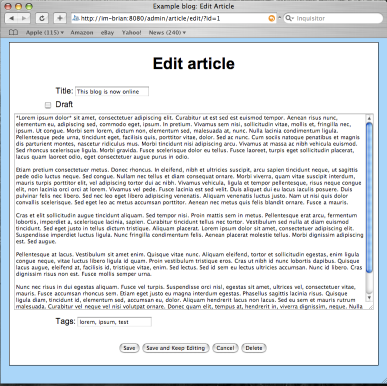 Example blog: Edit Article
http://im-brian:8080/admin/article/edit/?id=1
Inquisitor
Apple (115) Amazon eBay Yahoo! News (240)
Edit article
Title: This blog is now online
Draft
*Lorem ipsum dolor* sit amet, consectetuer adipiscing elit. Curabitur ut est sed est euismod tempor. Aenean risus nunc,
elementum eu, adipiscing sed, commodo eget, ipsum. In pretium. Vivamus sem nisi, sollicitudin vitae, mollis et, fringilla nec,
ipsum. Ut congue. Morbi sem lorem, dictum non, elementum sed, malesuada at, nunc. Nulla lacinia condimentum ligula.
Pellentesque pede urna, tincidunt eget, facilisis quis, porttitor vitae, dolor. Sed ac nunc. Cum sociis natoque penatibus et magnis
dis parturient montes, nascetur ridiculus mus. Morbi tincidunt nisi adipiscing arcu. Vivamus at massa ac nibh vehicula euismod.
Sed rhoncus scelerisque ligula. Morbi gravida. Fusce scelerisque dolor eu tellus. Fusce laoreet, turpis eget sollicitudin placerat,
lacus quam laoreet odio, eget consectetuer augue purus in odio.
Etiam pretium consectetuer metus. Donec rhoncus. In eleifend, nibh et ultricies suscipit, arcu sapien tincidunt neque, ut sagittis
pede odio luctus neque. Sed congue. Nullam nec tellus et diam consequat ornare. Morbi viverra, quam vitae suscipit interdum,
mauris turpis porttitor elit, vel adipiscing tortor dui ac nibh. Vivamus vehicula, ligula et tempor pellentesque, risus neque congue
elit, non lacinia orci orci at lorem. Vivamus vel pede. Fusce lacinia est sed velit. Duis aliquet dui eu lacus iaculis posuere. Duis
pulvinar felis nec libero. Sed nec leo eget libero adipiscing venenatis. Aliquam venenatis luctus justo. Nam ut nisi quis dolor
convallis scelerisque. Sed eget leo ac metus accumsan porttitor. Aenean nec metus quis felis blandit ornare. Fusce a mauris.
Cras et elit sollicitudin augue tincidunt aliquam. Sed tempor nisi. Proin mattis sem in metus. Pellentesque erat arcu, fermentum
lobortis, imperdiet a, scelerisque lacinia, sapien. Curabitur tincidunt tellus nec tortor. Vestibulum sed nulla at diam euismod
tincidunt. Sed eget justo in tellus dictum tristique. Aliquam placerat. Lorem ipsum dolor sit amet, consectetuer adipiscing elit.
Suspendisse imperdiet luctus ligula. Nunc fringilla condimentum felis. Aenean placerat molestie tellus. Morbi dignissim adipiscing
est. Sed augue.
Pellentesque at lacus. Vestibulum sit amet enim. Quisque vitae nunc. Aliquam eleifend, tortor eget sollicitudin egestas, enim ligula
congue neque, vitae luctus libero ligula id quam. Proin vestibulum tristique eros. Cras ut nibh id nunc lobortis dapibus. Quisque
lacus augue, eleifend at, facilisis id, tristique vitae, enim. Sed lectus. Sed id sem eu lectus ultricies accumsan. Nunc id libero. Cras
dignissim risus non est. Fusce mollis semper urna.
Nunc nec risus in dui egestas aliquam. Fusce vel turpis. Suspendisse orci nisi, egestas sit amet, ultrices vel, consectetuer vitae,
mauris. Fusce accumsan rhoncus sem. Etiam eget justo eu magna interdum egestas. Phasellus sagittis lacinia risus. Quisque
ligula diam, tincidunt id, elementum sed, accumsan eu, dolor. Aliquam hendrerit lacus non lacus. Sed eu sem et mauris rutrum
malesuada. Curabitur volutpat ornare metus. Donec quam elit, tempus at, hendrerit in, viverra dignissim, neque. Nulla
Tags: lorem, ipsum, test
Save Save and Keep Editing Cancel Delete